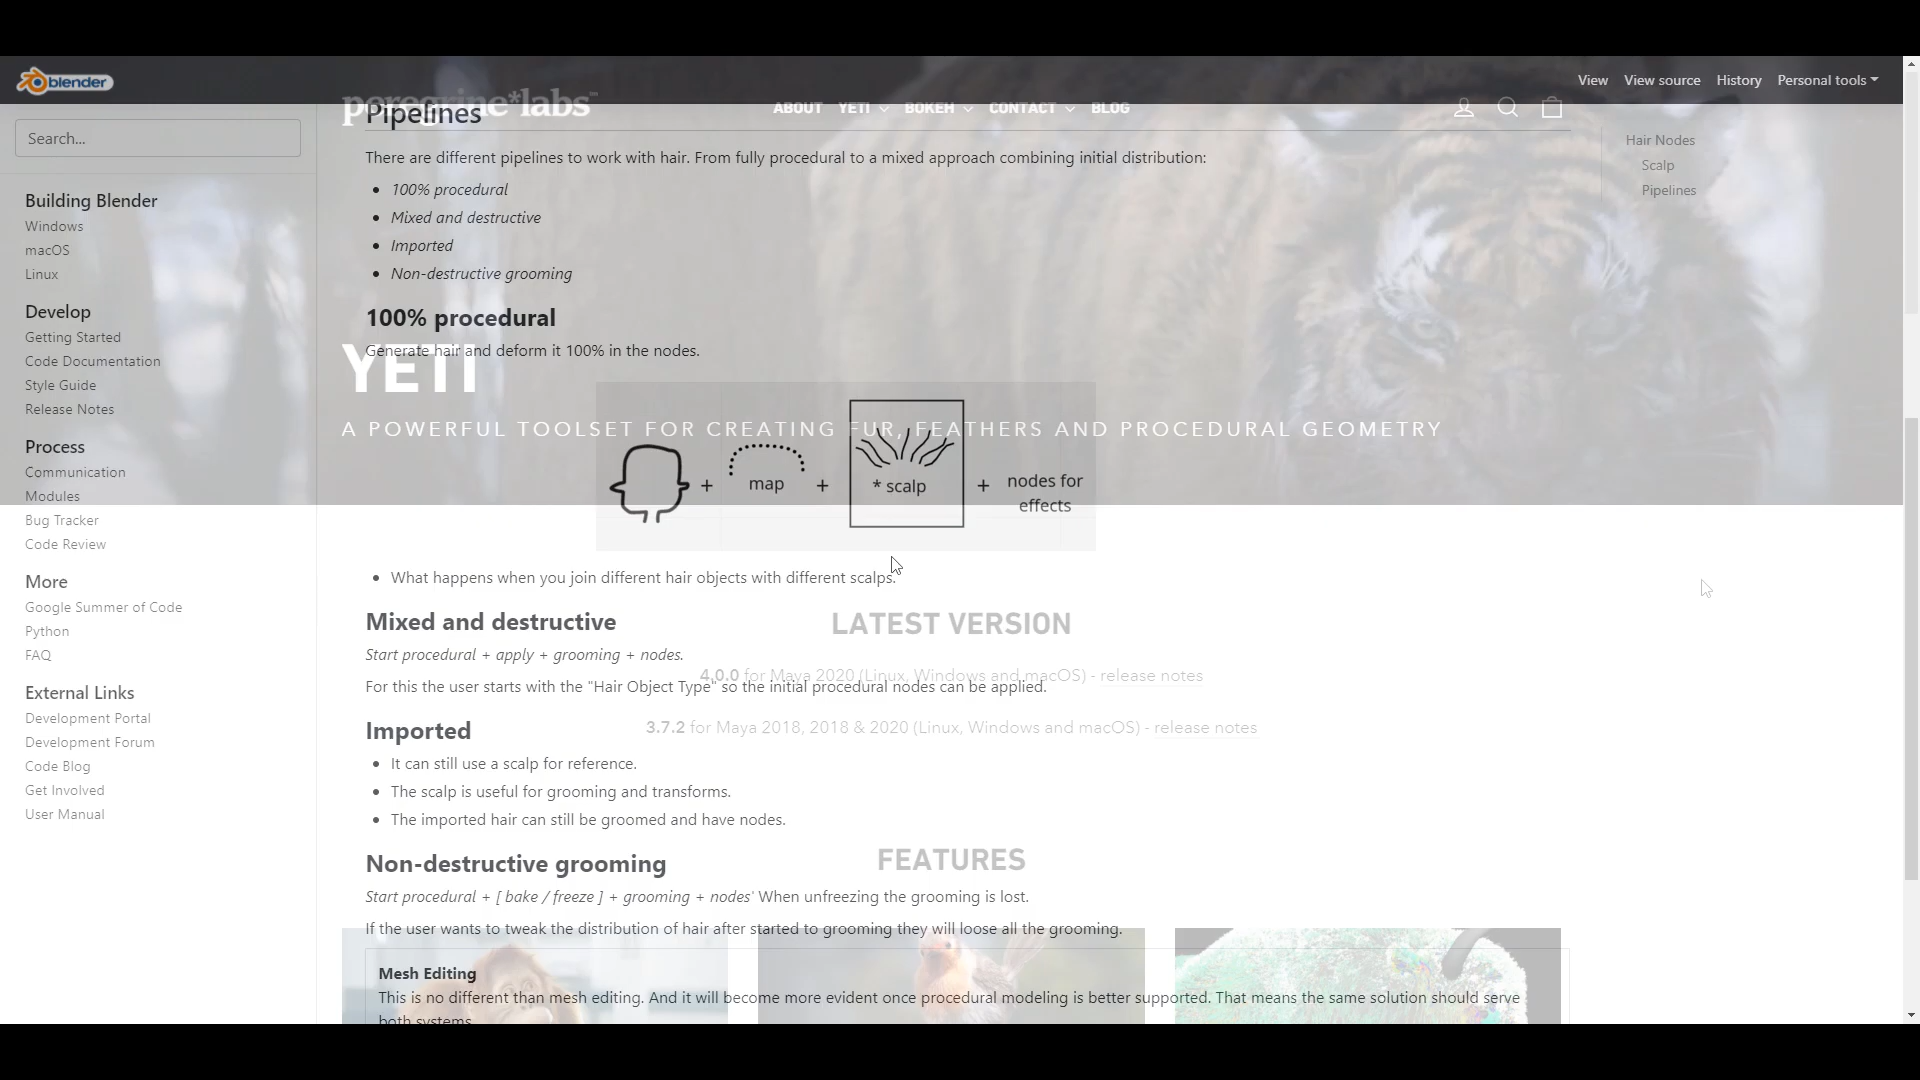 blender
View
View source
History
Personal tools
peregrine*labs™
ABOUT
YETI
BOKEH
CONTACT
BLOG
Search...
Building Blender
Windows
macOS
Linux
Develop
Getting Started
Code Documentation
Style Guide
Release Notes
Process
Communication
Modules
Bug Tracker
Code Review
More
Google Summer of Code
Python
FAQ
External Links
Development Portal
Development Forum
Code Blog
Get Involved
User Manual
Pipelines
There are different pipelines to work with hair. From fully procedural to a mixed approach combining initial distribution:
• 100% procedural
• Mixed and destructive
• Imported
• Non-destructive grooming
100% procedural
Generate hair and deform it 100% in the nodes.
YETI
A POWERFUL TOOLSET FOR CREATING FUR, FEATHERS AND PROCEDURAL GEOMETRY
+
map
+
* scalp
+
nodes for
effects
• What happens when you join different hair objects with different scalps.
Mixed and destructive
Start procedural + apply + grooming + nodes.
For this the user starts with the "Hair Object Type" so the initial procedural nodes can be applied.
Imported
• It can still use a scalp for reference.
• The scalp is useful for grooming and transforms.
• The imported hair can still be groomed and have nodes.
Non-destructive grooming
Start procedural + [ bake / freeze ] + grooming + nodes' When unfreezing the grooming is lost.
If the user wants to tweak the distribution of hair after started to grooming they will loose all the grooming.
Mesh Editing
This is no different than mesh editing. And it will become more evident once procedural modeling is better supported. That means the same solution should serve
both systems.
LATEST VERSION
4.0.0 for Maya 2020 (Linux, Windows and macOS) - release notes
3.7.2 for Maya 2018, 2018 & 2020 (Linux, Windows and macOS) - release notes
FEATURES
Hair Nodes
Scalp
Pipelines